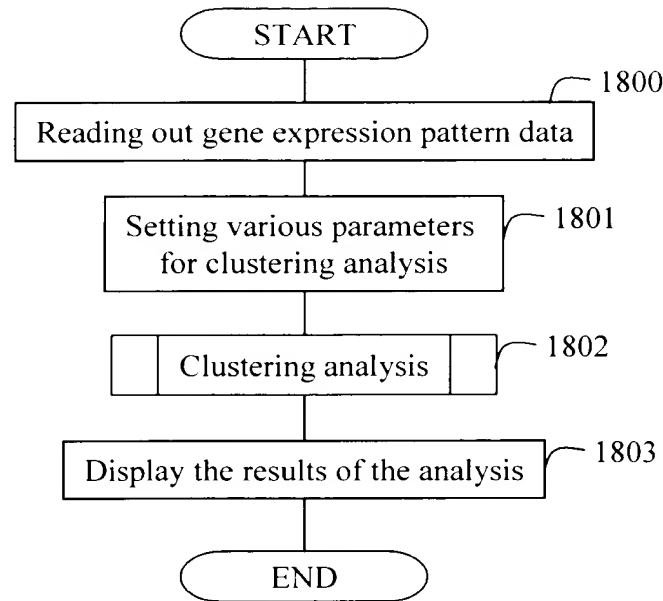 START
1800
Reading out gene expression pattern data
Setting various parameters
for clustering analysis
1801
Clustering analysis
1802
Display the results of the analysis
1803
END